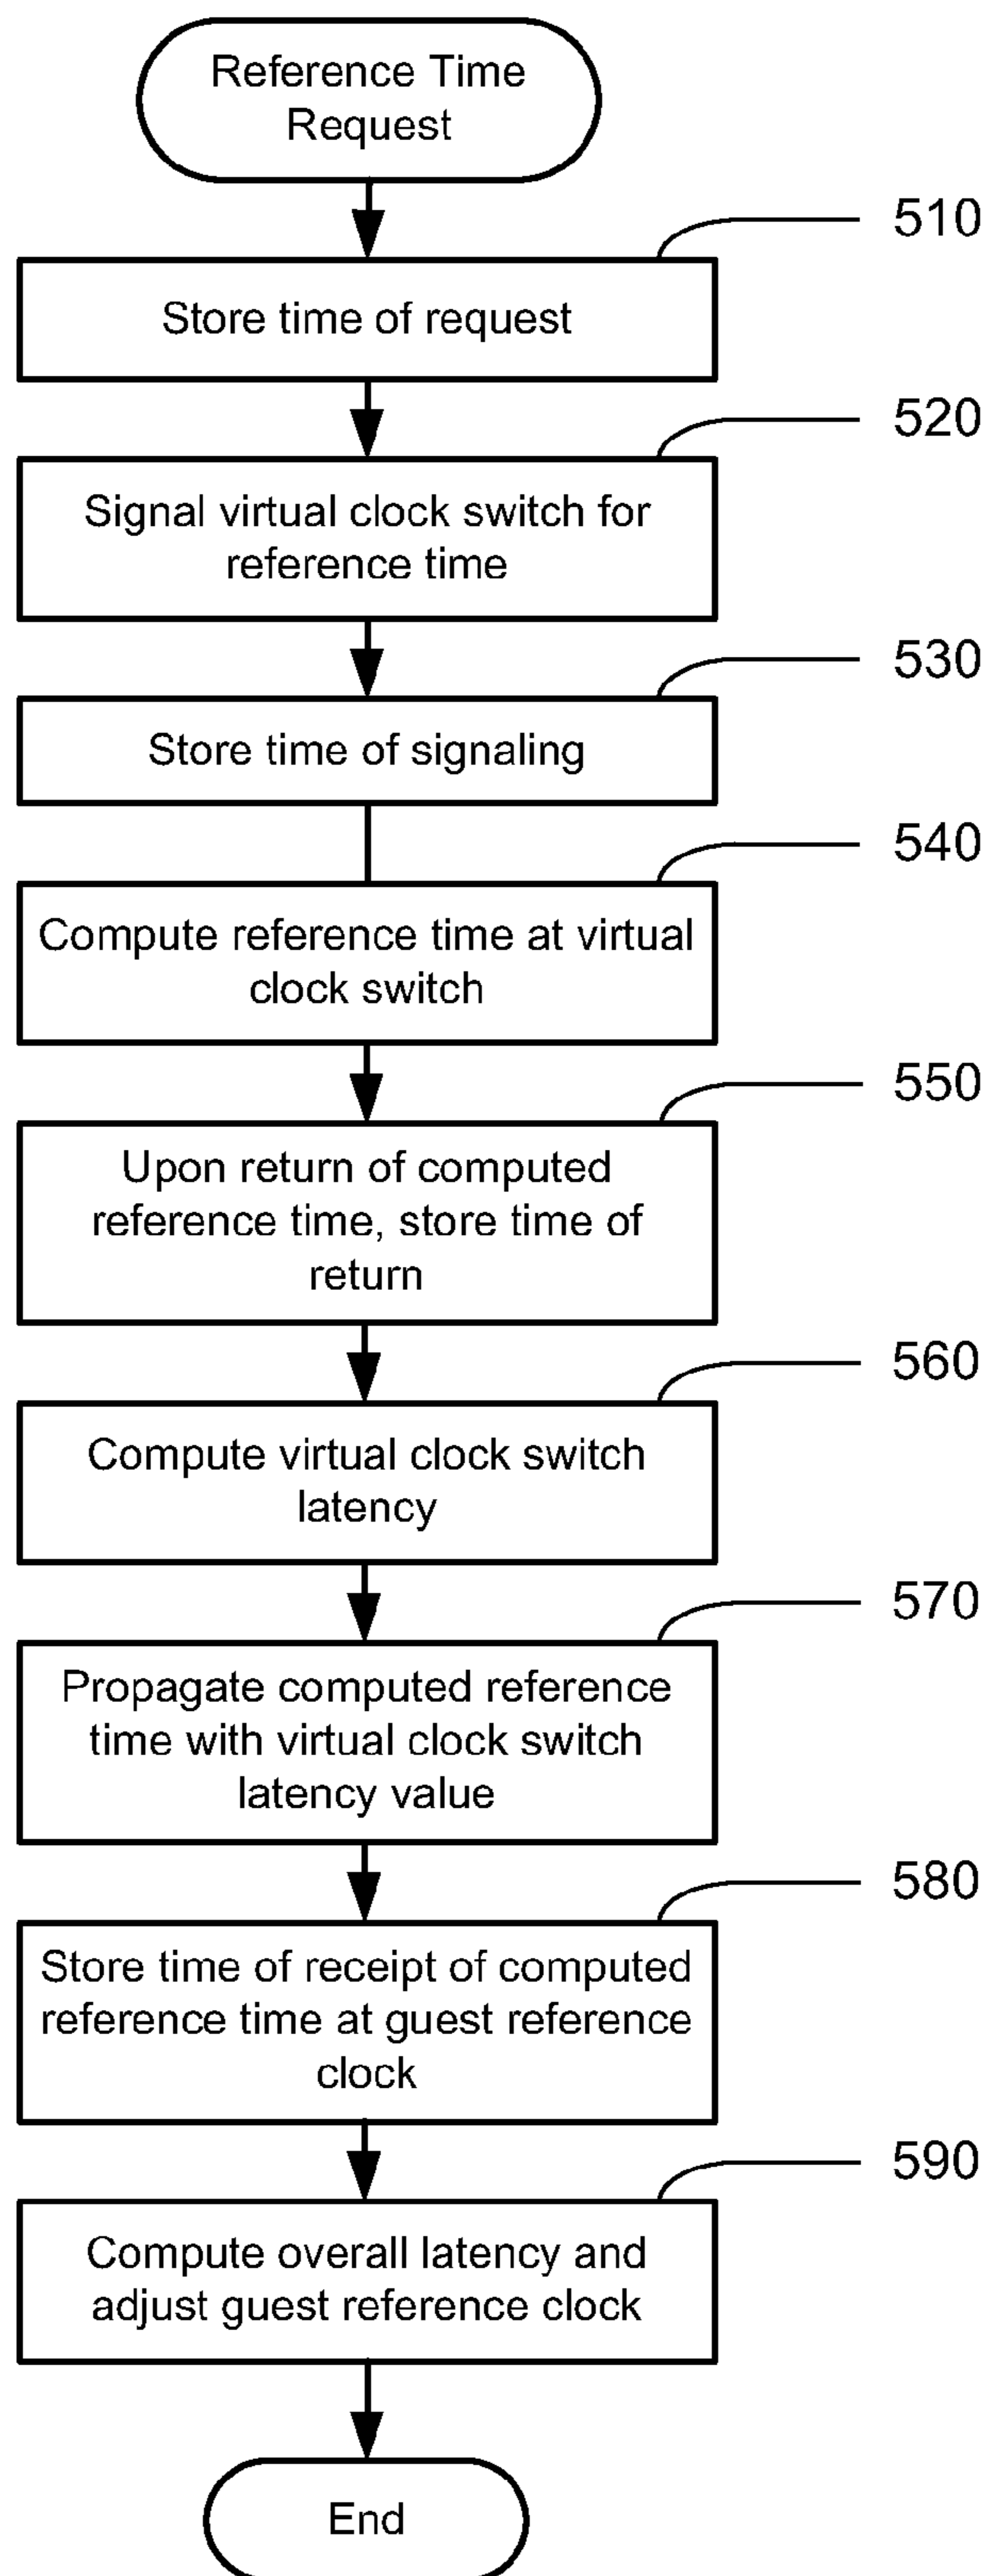 Reference Time
Request
510
Store time of request
520
Signal virtual clock switch for
reference time
530
Store time of signaling
540
Compute reference time at virtual
clock switch
550
Upon return of computed
reference time, store time of
return
560
Compute virtual clock switch
latency
570
Propagate computed reference
time with virtual clock switch
latency value
580
Store time of receipt of computed
reference time at guest reference
clock
590
Compute overall latency and
adjust guest reference clock
End